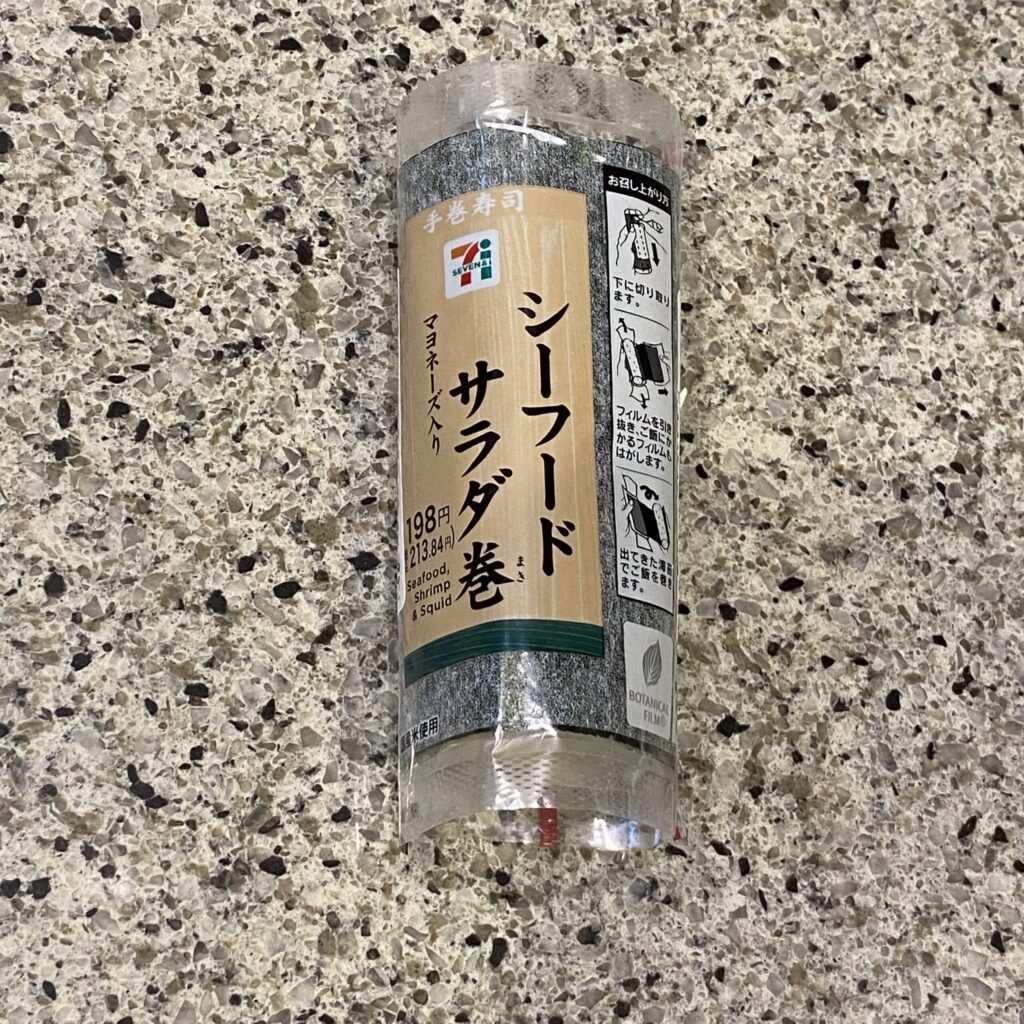 手巻寿司
7i
SEVEN&i
シーフード
サラダ巻
まき
マヨネーズ入り
198円
213.84円)
Seafood,
Shrimp
& Squid
米使用
お召し上がり方
下に切り取り
ます。
フィルムを引き
抜き、ご飯にか
かるフィルムも
はがします。
出てきた海苔
でご飯を巻き
ます。
BOTANICAL
FILM®